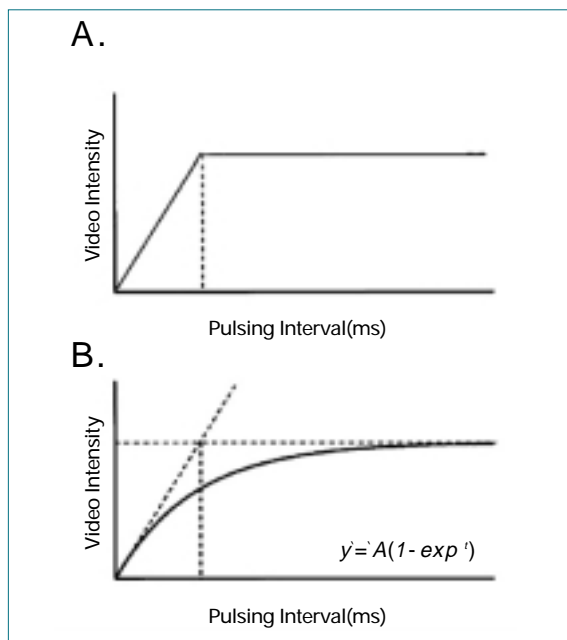 A.
Video Intensity
Pulsing Interval(ms)
B.
Video Intensity
y`=`A(1- exp ᵗ)
Pulsing Interval(ms)